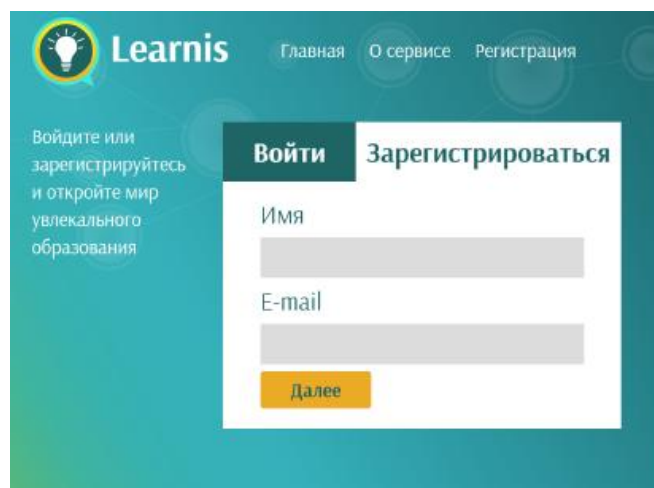 Learnis
Главная О сервисе Регистрация
Войдите или
зарегистрируйтесь
и откройте мир
увлекального
образования
Войти Зарегистрироваться
Имя
E-mail
Далее